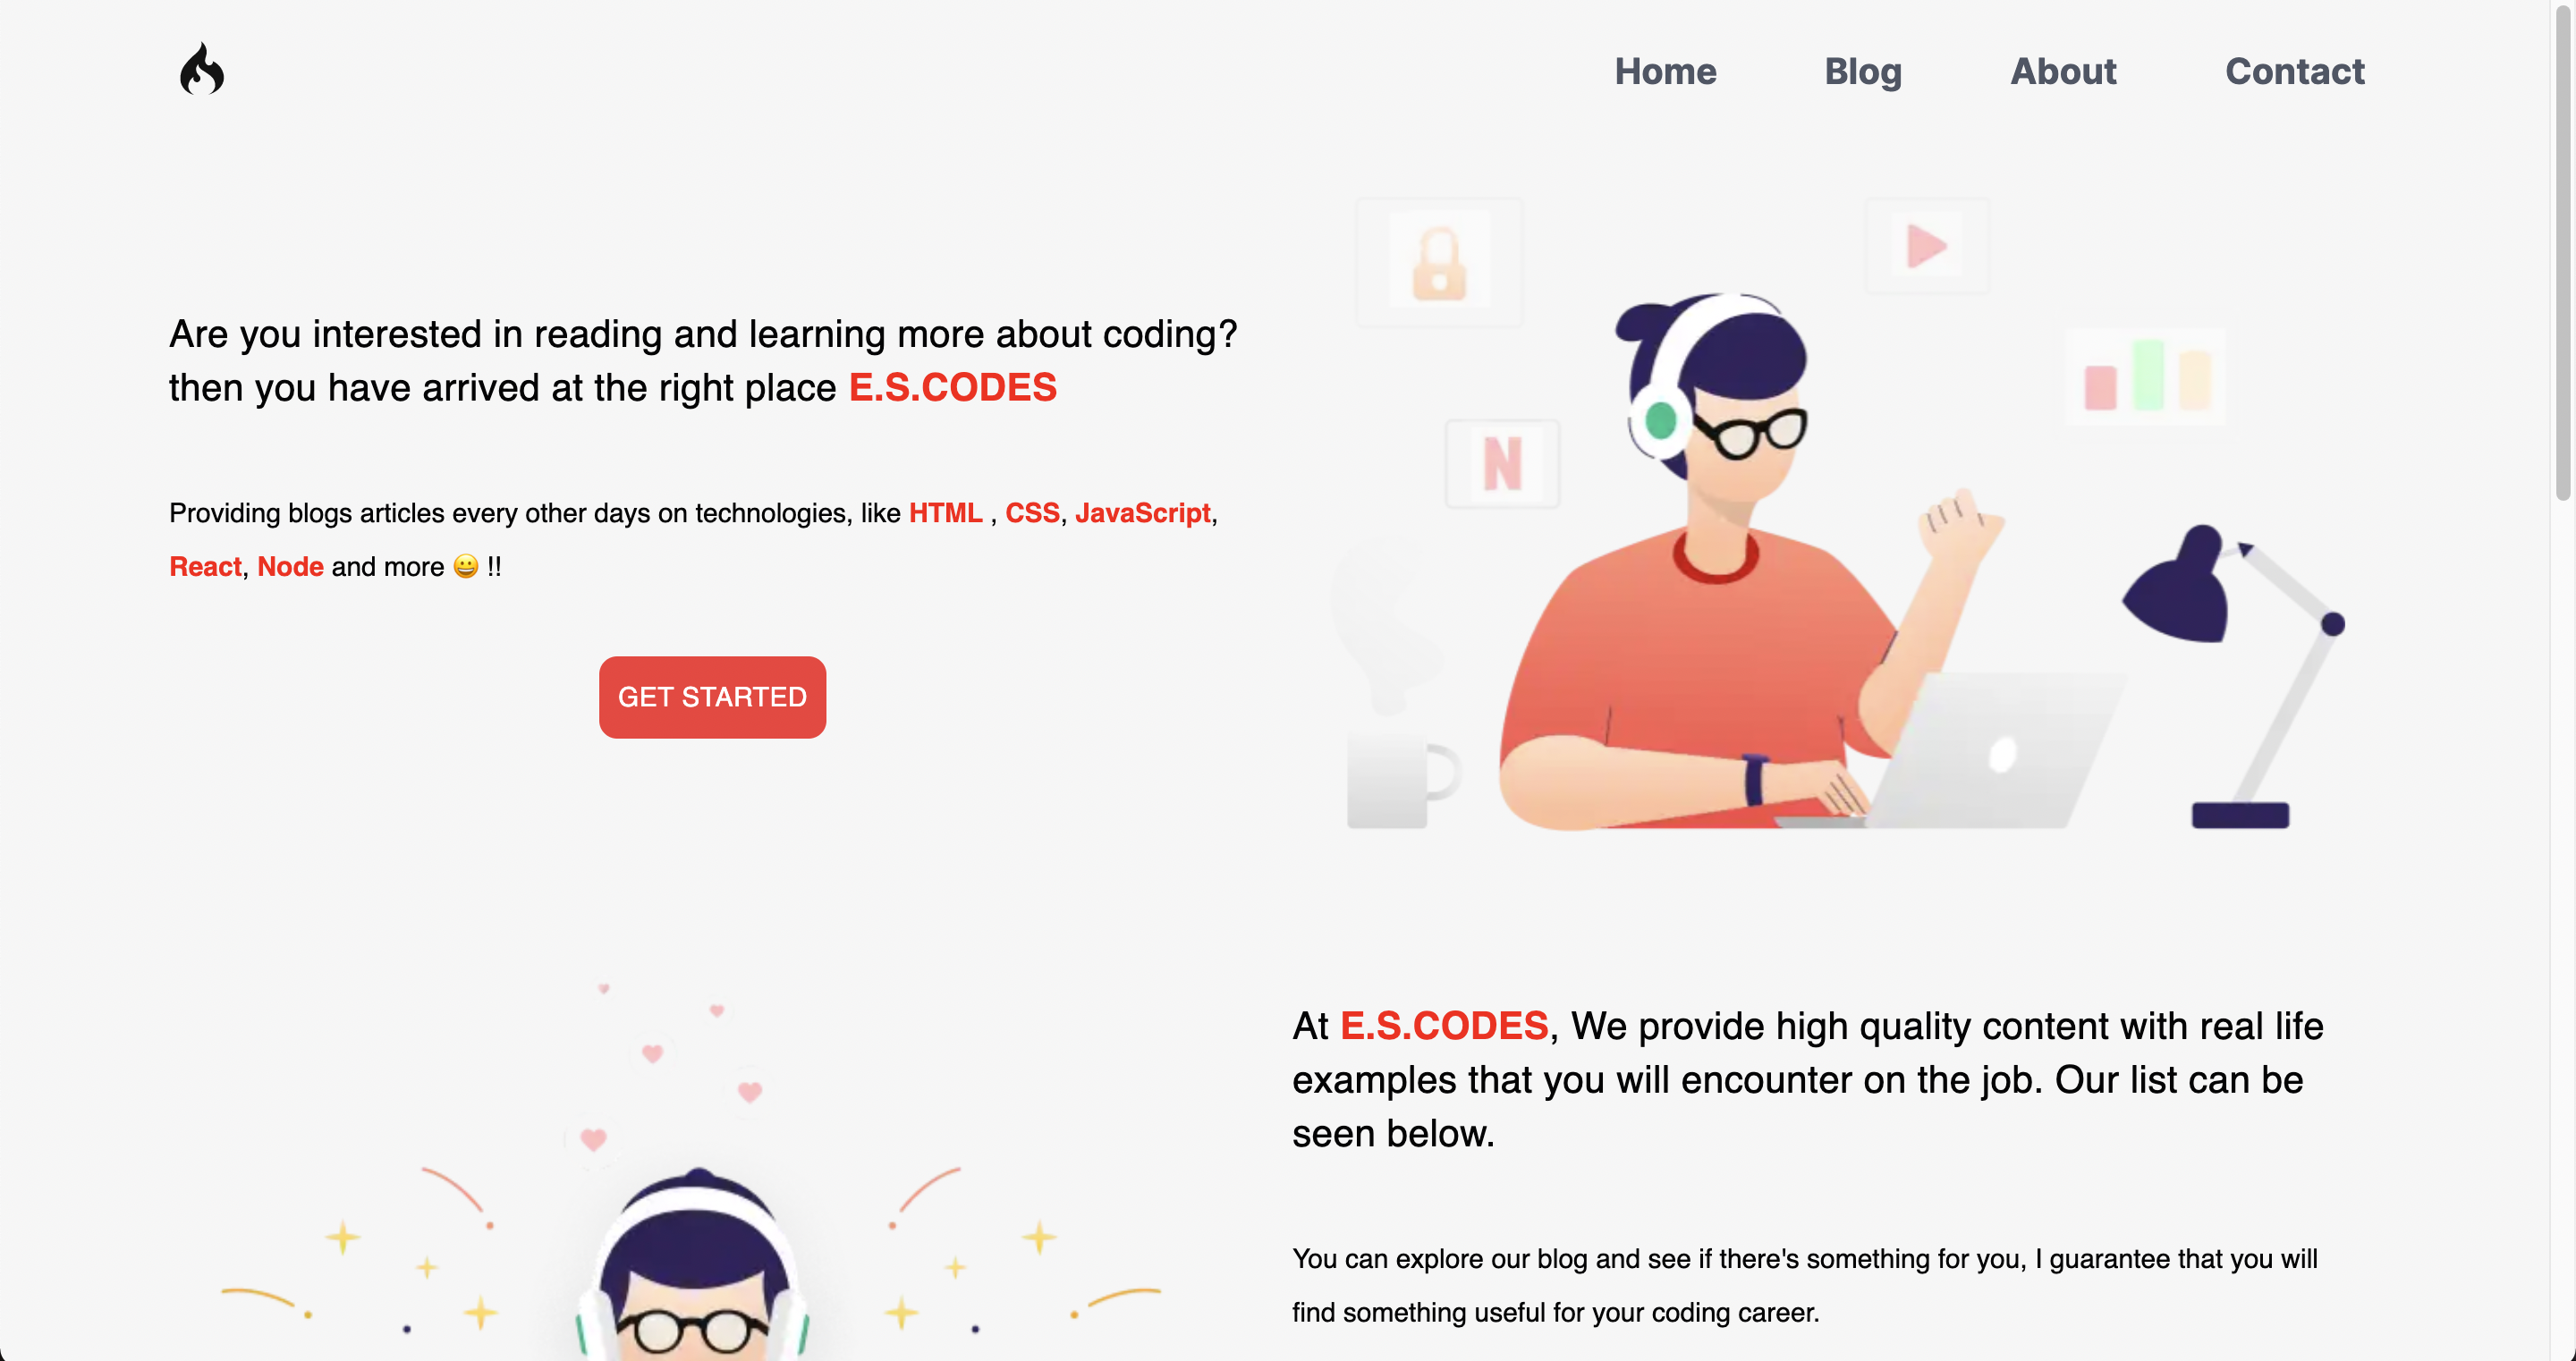 Home Blog About Contact
Are you interested in reading and learning more about coding?
then you have arrived at the right place E.S.CODES
Providing blogs articles every other days on technologies, like HTML , CSS, JavaScript,
React, Node and more 😀 !!
GET STARTED
N
At E.S.CODES, We provide high quality content with real life
examples that you will encounter on the job. Our list can be
seen below.
You can explore our blog and see if there's something for you, I guarantee that you will
find something useful for your coding career.